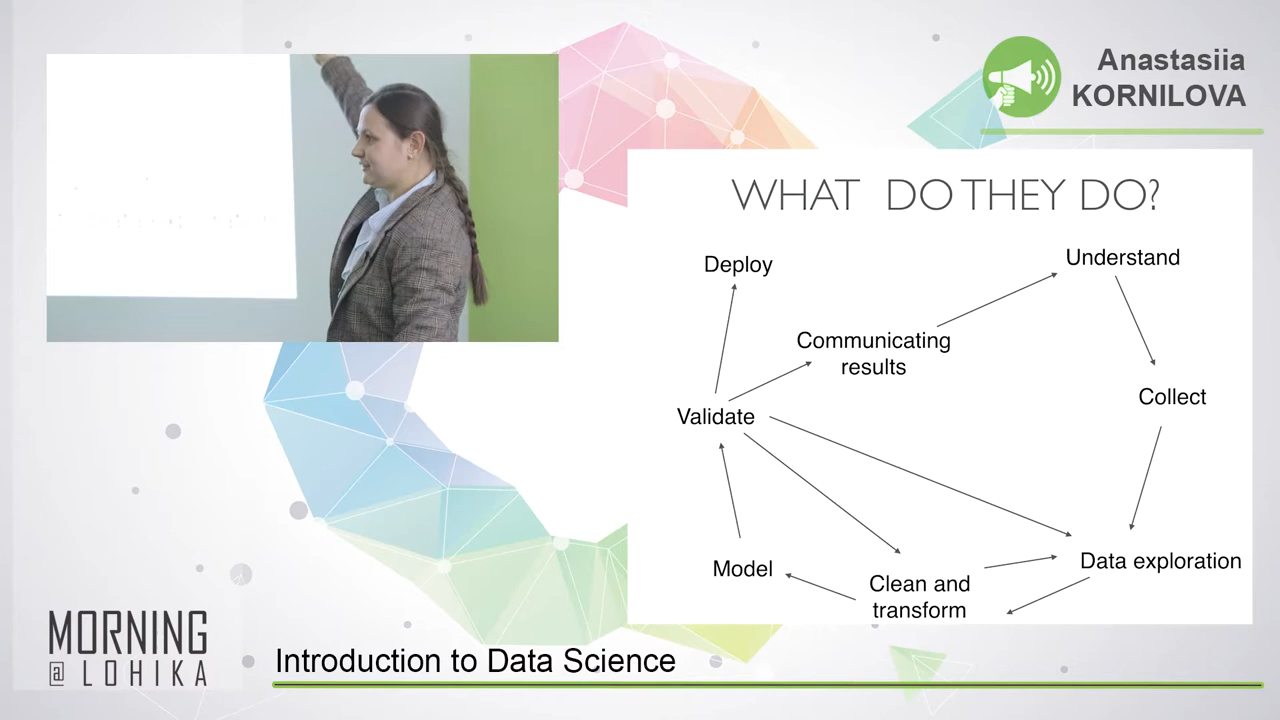 Anastasiia
KORNILOVA
WHAT DO THEY DO?
Deploy
Understand
Communicating
results
Collect
Validate
Data exploration
Model
Clean and
transform
MORNING
@ LOHIKA
Introduction to Data Science